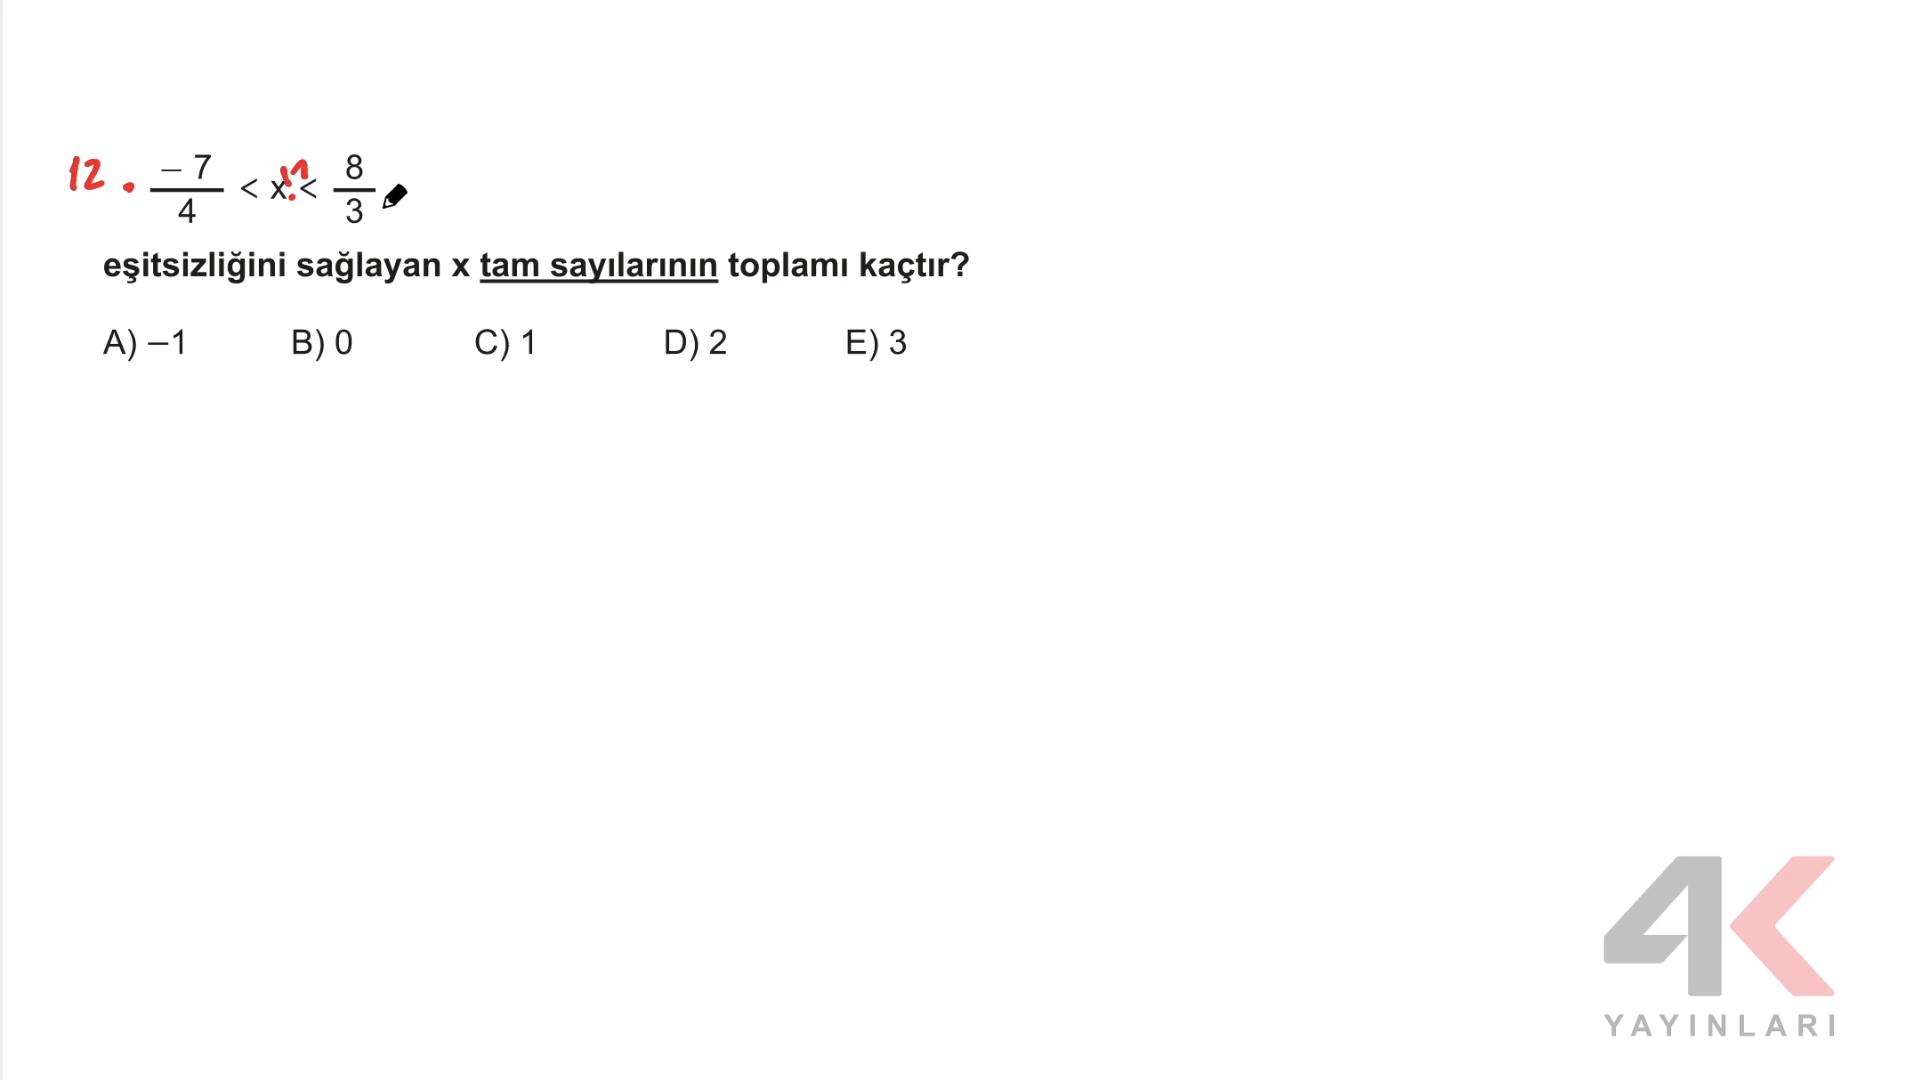 12. -7/4 < x < 8/3
eşitsizliğini sağlayan x tam sayılarının toplamı kaçtır?
A) –1 B) 0 C) 1 D) 2 E) 3
4K
YAYINLARI